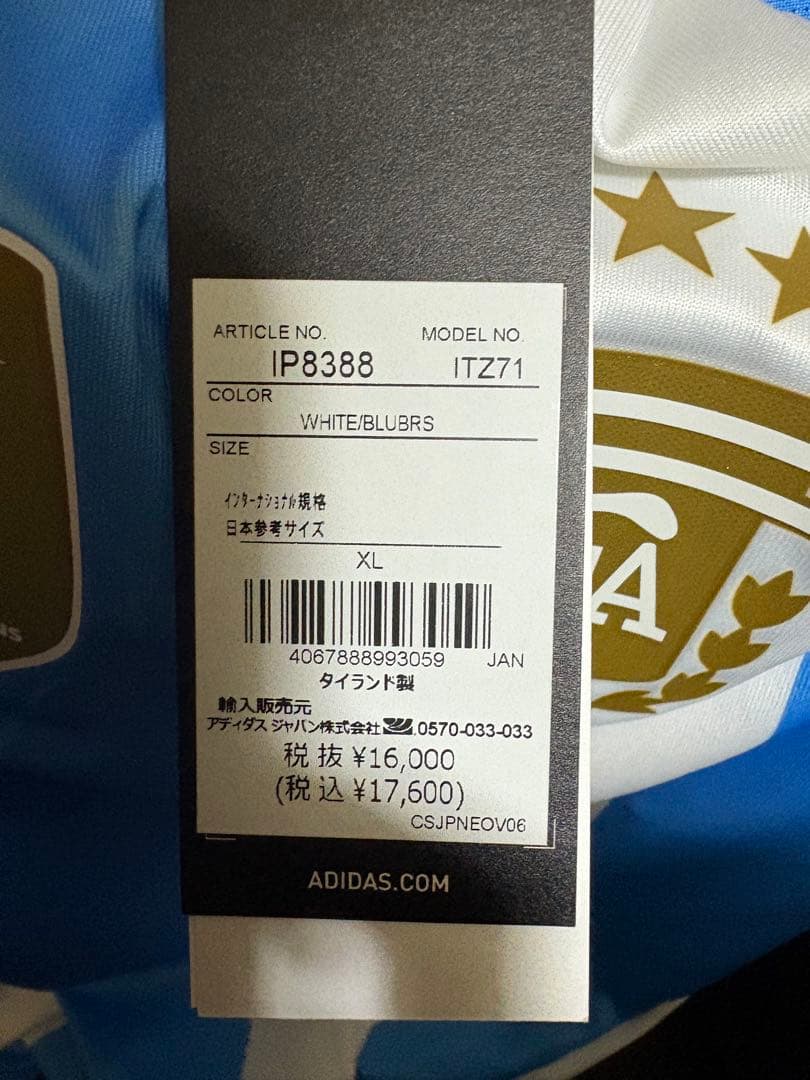 ARTICLE NO. MODEL NO.
IP8388 ITZ71
COLOR
WHITE/BLUBRS
SIZE
インターナショナル規格
日本参考サイズ
XL
4067888993059 JAN
タイランド製
輸入販売元
アディダス ジャパン株式会社 0570-033-033
税抜 ¥16,000
(税込 ¥17,600)
CSJPNEOV06
ADIDAS.COM